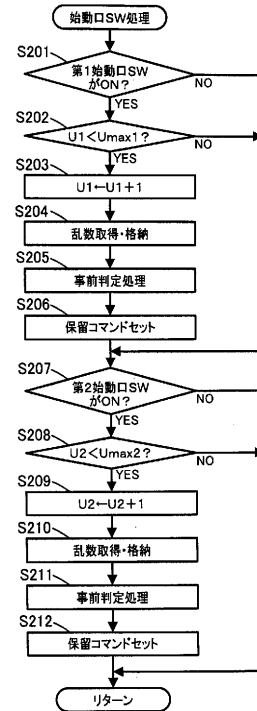 始動口SW処理
S201
第1始動口SW
がON?
NO
YES
S202
U1<Umax1?
NO
YES
S203
U1←U1+1
S204
乱数取得・格納
S205
事前判定処理
S206
保留コマンドセット
S207
第2始動口SW
がON?
NO
YES
S208
U2<Umax2?
NO
YES
S209
U2←U2+1
S210
乱数取得・格納
S211
事前判定処理
S212
保留コマンドセット
リターン